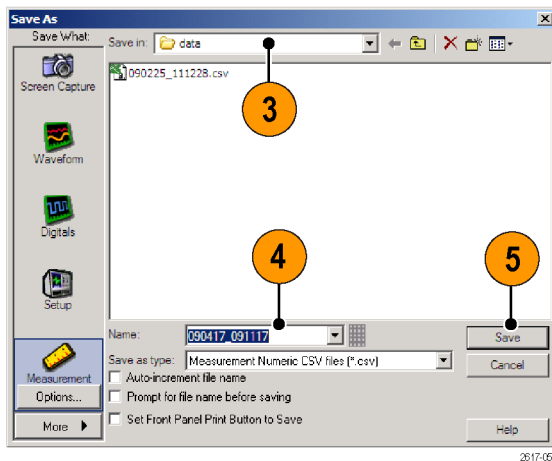 Save As
Save What:
Save in: data
Screen Capture
Waveform
Digitals
Setup
Measurement
Options...
More
090225_111228.csv
3
4
5
Name: 090417_091117
Save
Save as type: Measurement Numeric CSV files (*.csv)
Cancel
Auto-increment file name
Prompt for file name before saving
Set Front Panel Print Button to Save
Help
2617-05